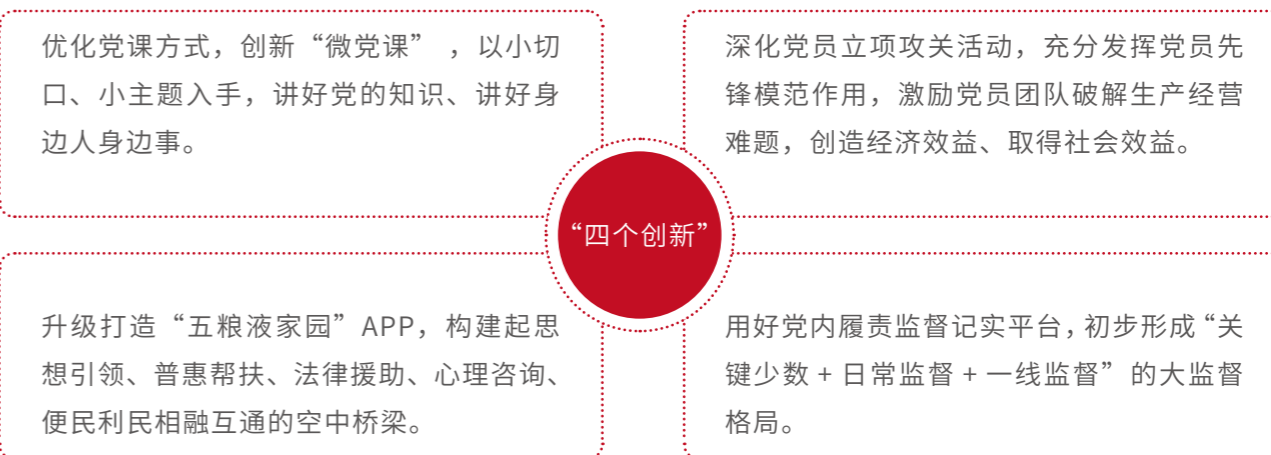 优化党课方式，创新“微党课”，以小切
口、小主题入手，讲好党的知识、讲好身
边人身边事。
深化党员立项攻关活动，充分发挥党员先
锋模范作用，激励党员团队破解生产经营
难题，创造经济效益、取得社会效益。
“四个创新”
升级打造“五粮液家园”APP，构建起思
想引领、普惠帮扶、法律援助、心理咨询、
便民利民相融互通的空中桥梁。
用好党内履责监督记实平台，初步形成“关
键少数 + 日常监督 + 一线监督”的大监督
格局。